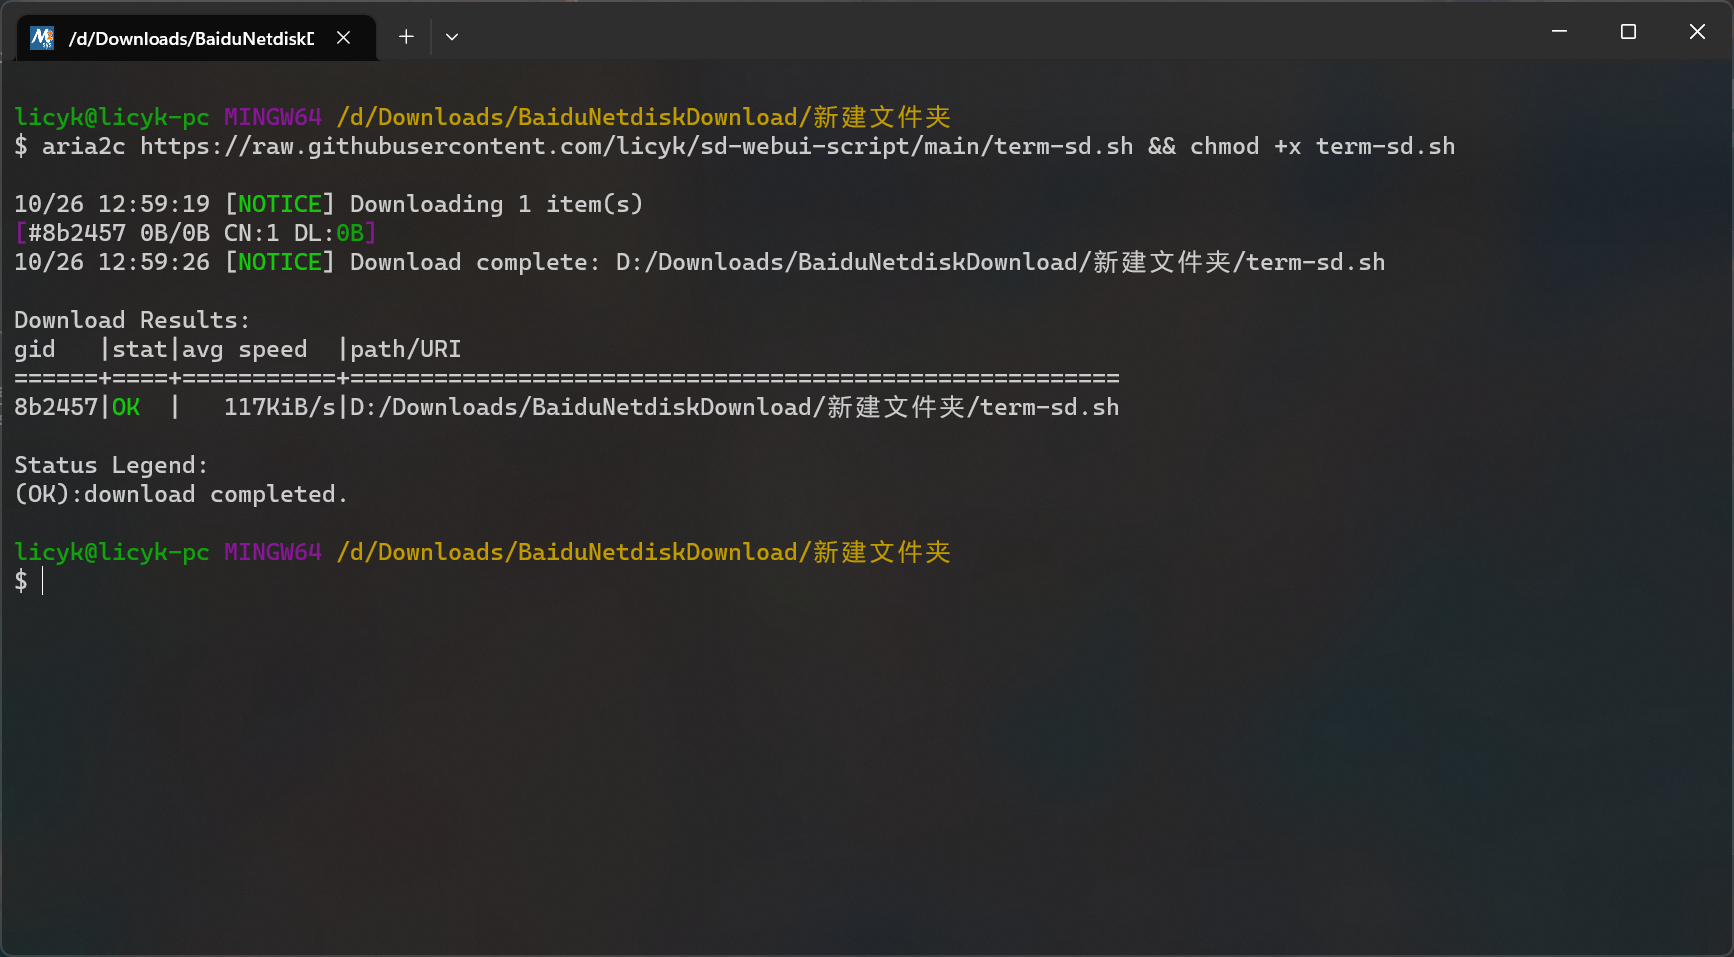 /d/Downloads/BaiduNetdisk
licyk@licyk-pc MINGW64 /d/Downloads/BaiduNetdiskDownload/新建文件夹
$ aria2c https://raw.githubusercontent.com/licyk/sd-webui-script/main/term-sd.sh && chmod +x term-sd.sh
10/26 12:59:19 [NOTICE] Downloading 1 item(s)
[#8b2457 0B/0B CN:1 DL:0B]
10/26 12:59:26 [NOTICE] Download complete: D:/Downloads/BaiduNetdiskDownload/新建文件夹/term-sd.sh
Download Results:
gid   |stat|avg speed  |path/URI
======+====+===========+=======================================================
8b2457|OK  |   117KiB/s|D:/Downloads/BaiduNetdiskDownload/新建文件夹/term-sd.sh
Status Legend:
(OK):download completed.
licyk@licyk-pc MINGW64 /d/Downloads/BaiduNetdiskDownload/新建文件夹
$